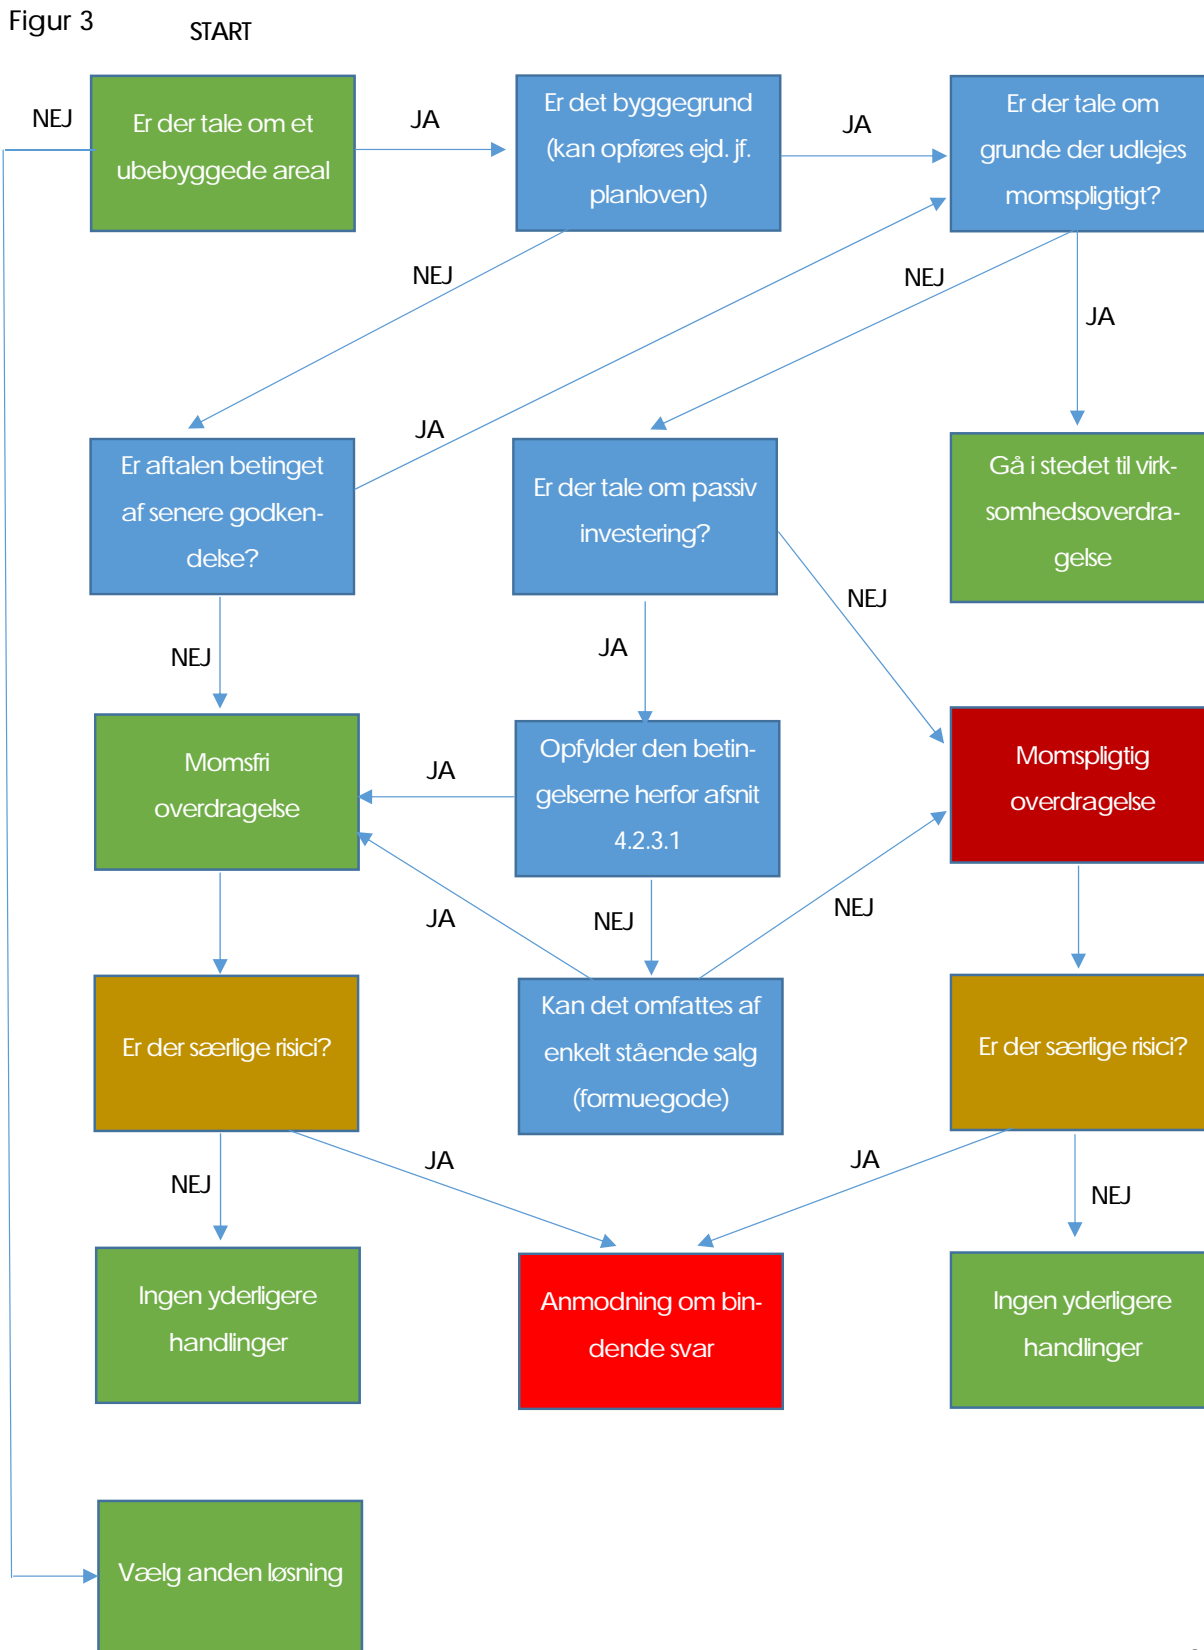 Figur 3
START
NEJ
Er der tale om et
ubebyggede areal
JA
Er det byggegrund
(kan opføres ejd. jf.
planloven)
JA
Er der tale om
grunde der udlejes
momspligtigt?
NEJ
NEJ
JA
JA
Er aftalen betinget
af senere godken-
delse?
Er der tale om passiv
investering?
Gå i stedet til virk-
somhedsoverdra-
gelse
NEJ
JA
NEJ
Momsfri
overdragelse
JA
Opfylder den betin-
gelserne herfor afsnit
4.2.3.1
Momspligtig
overdragelse
JA
NEJ
NEJ
Er der særlige risici?
Kan det omfattes af
enkelt stående salg
(formuegode)
Er der særlige risici?
NEJ
JA
JA
NEJ
Ingen yderligere
handlinger
Anmodning om bin-
dende svar
Ingen yderligere
handlinger
Vælg anden løsning